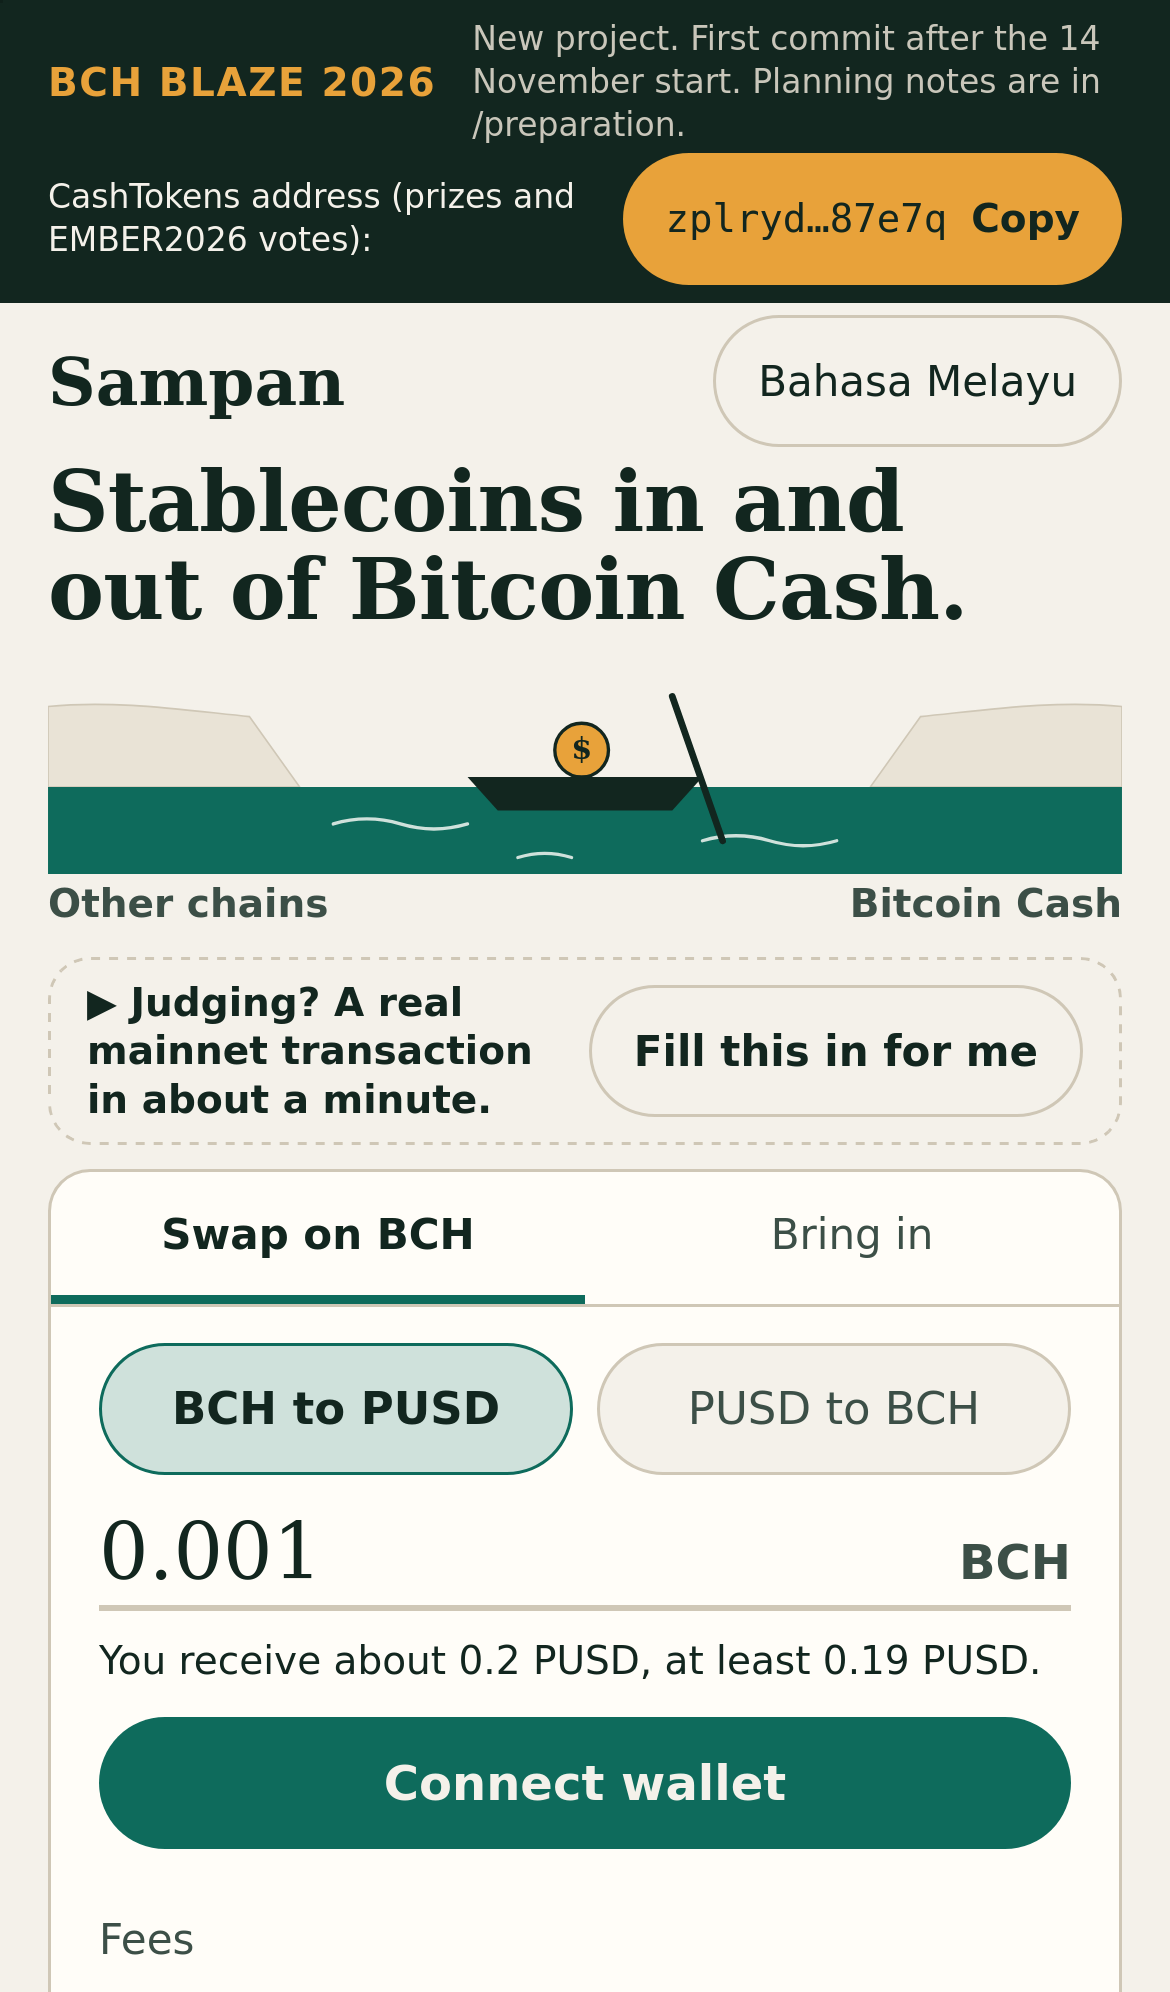 BCH BLAZE 2026
New project. First commit after the 14
November start. Planning notes are in
/preparation.
CashTokens address (prizes and
EMBER2026 votes):
zplryd…87e7q Copy
Sampan
Bahasa Melayu
Stablecoins in and
out of Bitcoin Cash.
$
Other chains
Bitcoin Cash
▶ Judging? A real
mainnet transaction
in about a minute.
Fill this in for me
Swap on BCH
Bring in
BCH to PUSD
PUSD to BCH
0.001
BCH
You receive about 0.2 PUSD, at least 0.19 PUSD.
Connect wallet
Fees